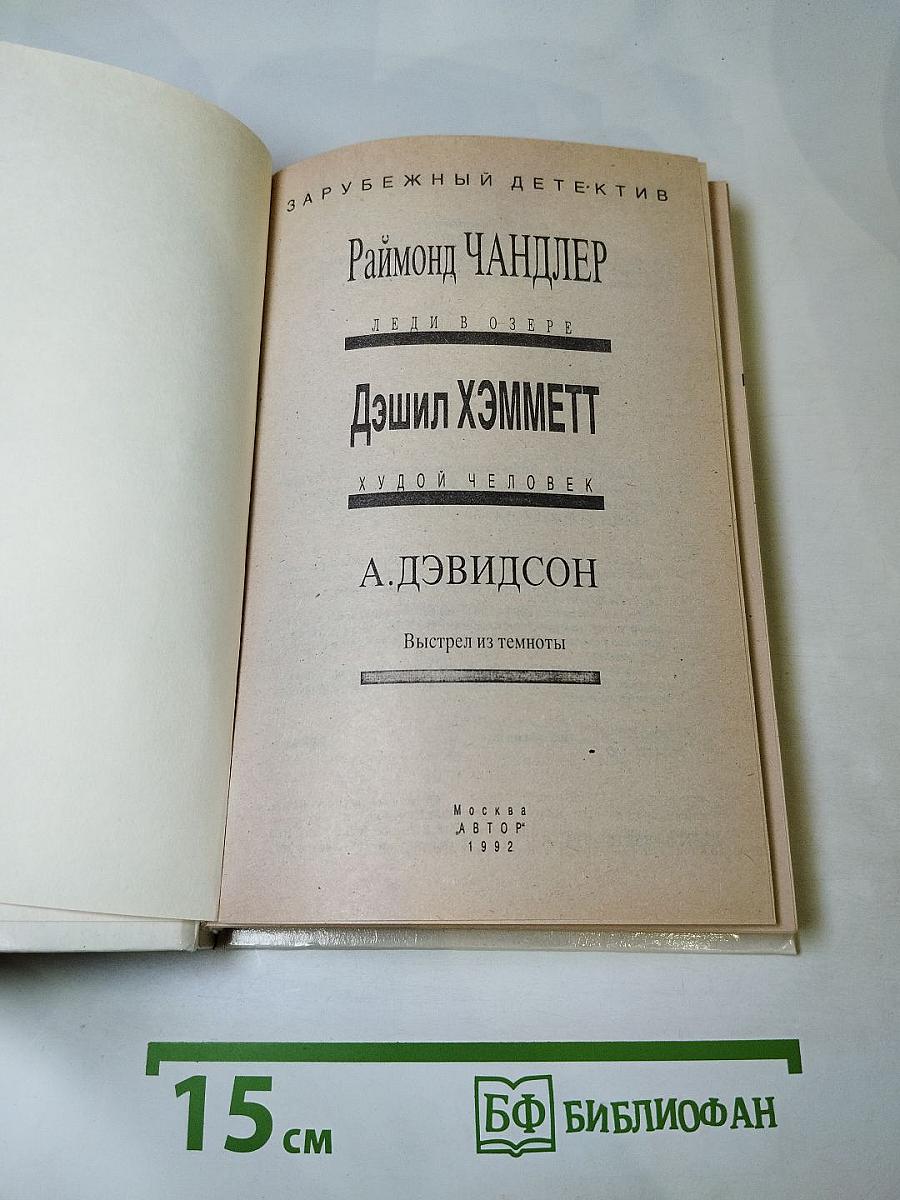 ЗАРУБЕЖНЫЙ ДЕТЕКТИВ
Раймонд ЧАНДЛЕР
ЛЕДИ В ОЗЕРЕ
Дэшил ХЭММЕТТ
ХУДОЙ ЧЕЛОВЕК
А. ДЭВИДСОН
Выстрел из темноты
Москва
„АВТОР“
1992
15 см
БФ БИБЛИОФАН